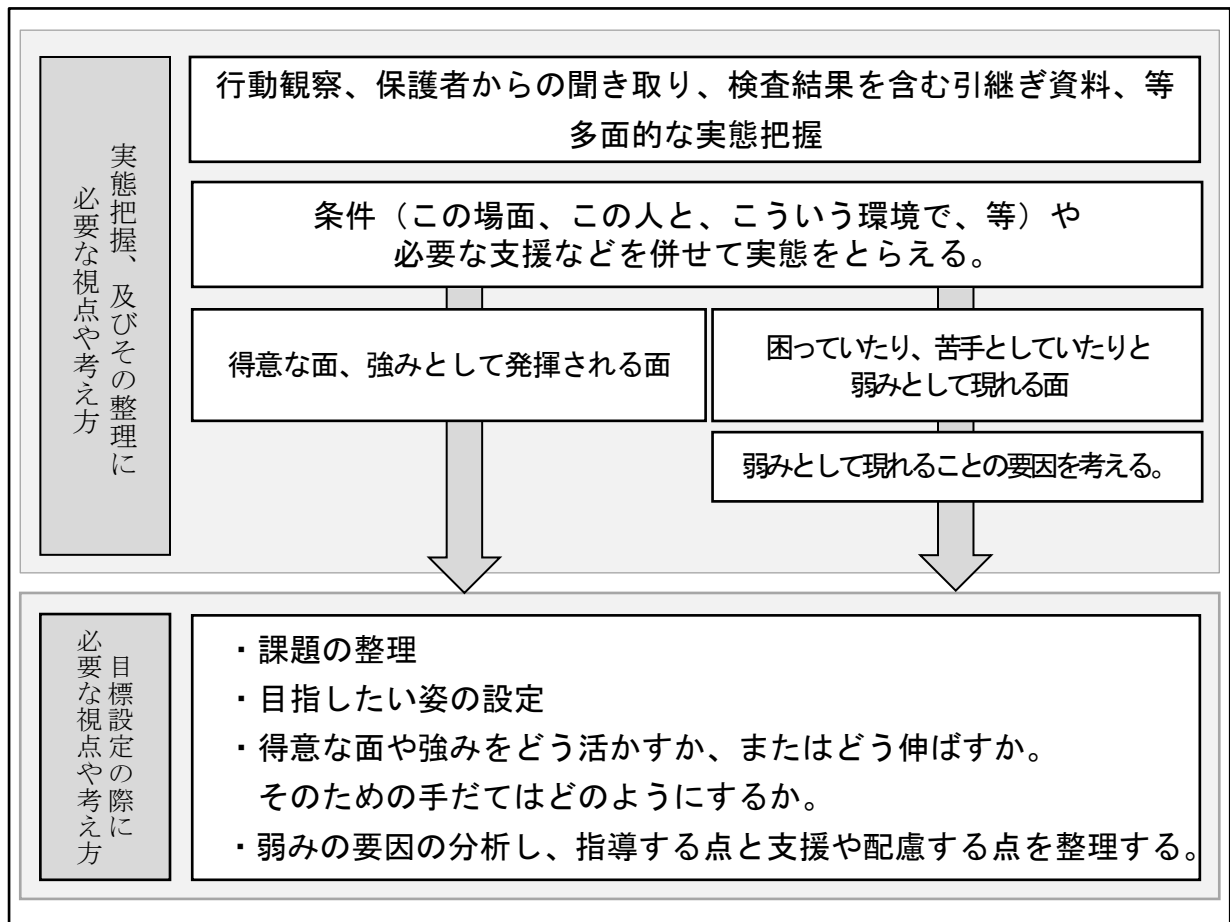 実態把握、及びその整理に
必要な視点や考え方
行動観察、保護者からの聞き取り、検査結果を含む引継ぎ資料、等
多面的な実態把握
条件（この場面、この人と、こういう環境で、等）や
必要な支援などを併せて実態をとらえる。
得意な面、強みとして発揮される面
困っていたり、苦手としていたりと
弱みとして現れる面
弱みとして現れることの要因を考える。
目標設定の際に
必要な視点や考え方
・課題の整理
・目指したい姿の設定
・得意な面や強みをどう活かすか、またはどう伸ばすか。
そのための手だてはどのようにするか。
・弱みの要因の分析し、指導する点と支援や配慮する点を整理する。